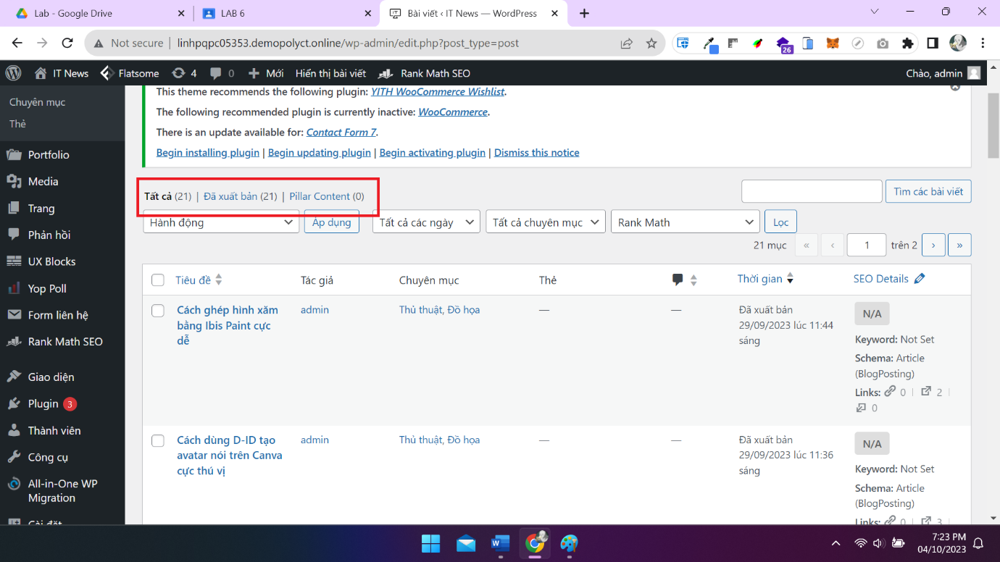 Lab - Google Drive
LAB 6
Bài viết ‹ IT News — WordPress
Not secure | linhpqpc05353.demopolyct.online/wp-admin/edit.php?post_type=post
26
IT News
Flatsome
4
0
Mới
Hiển thị bài viết
Rank Math SEO
Chào, admin
Chuyên mục
Thẻ
Portfolio
Media
Trang
Phản hồi
UX Blocks
Yop Poll
Form liên hệ
Rank Math SEO
Giao diện
Plugin 3
Thành viên
Công cụ
All-in-One WP
Migration
Cài đặt
This theme recommends the following plugin: YITH WooCommerce Wishlist.
The following recommended plugin is currently inactive: WooCommerce.
There is an update available for: Contact Form 7.
Begin installing plugin | Begin updating plugin | Begin activating plugin | Dismiss this notice
Tất cả (21) | Đã xuất bản (21) | Pillar Content (0)
Tìm các bài viết
Hành động
Áp dụng
Tất cả các ngày
Tất cả chuyên mục
Rank Math
Lọc
21 mục « ‹ 1 trên 2 › »
Tiêu đề
Tác giả
Chuyên mục
Thẻ
Thời gian
SEO Details
Cách ghép hình xăm
bằng Ibis Paint cực
dễ
admin
Thủ thuật, Đồ họa
—
—
Đã xuất bản
29/09/2023 lúc 11:44
sáng
N/A
Keyword: Not Set
Schema: Article
(BlogPosting)
Links: 0 | 2 |
0
Cách dùng D-ID tạo
avatar nói trên Canva
cực thú vị
admin
Thủ thuật, Đồ họa
—
—
Đã xuất bản
29/09/2023 lúc 11:36
sáng
N/A
Keyword: Not Set
Schema: Article
(BlogPosting)
Links: 0 | 3 |
7:23 PM
04/10/2023